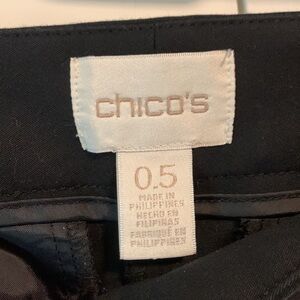 chico's
0.5
MADE IN
PHILIPPINES
HECHO EN
FILIPINAS
FABRIQUÉ EN
PHILIPPINES